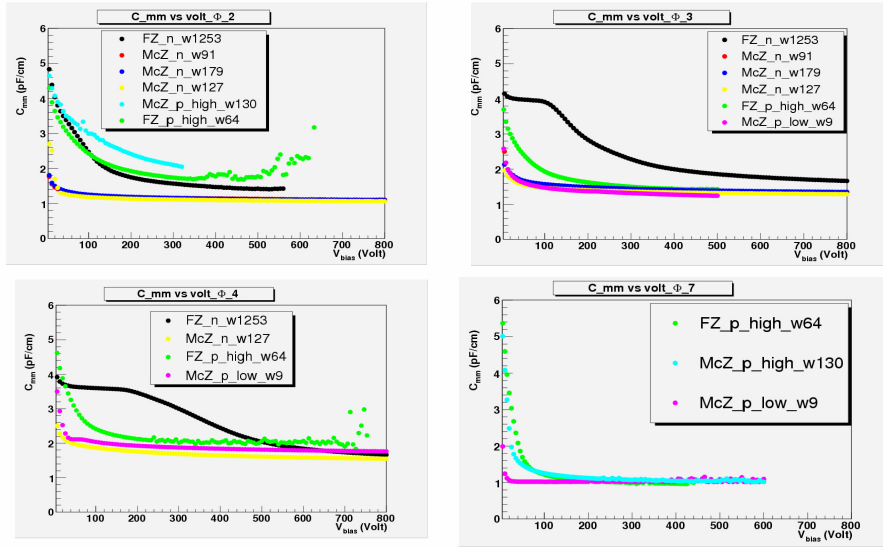 C_mm vs volt_Φ_2
C_mm (pF/cm)
6
5
4
3
2
1
0
FZ_n_w1253
McZ_n_w91
McZ_n_w179
McZ_n_w127
McZ_p_high_w130
FZ_p_high_w64
100 200 300 400 500 600 700 800
V_bias (Volt)
C_mm vs volt_Φ_3
C_mm (pF/cm)
6
5
4
3
2
1
0
FZ_n_w1253
McZ_n_w91
McZ_n_w179
McZ_n_w127
FZ_p_high_w64
McZ_p_low_w9
100 200 300 400 500 600 700 800
V_bias (Volt)
C_mm vs volt_Φ_4
C_mm (pF/cm)
6
5
4
3
2
1
0
FZ_n_w1253
McZ_n_w127
FZ_p_high_w64
McZ_p_low_w9
100 200 300 400 500 600 700 800
V_bias (Volt)
C_mm vs volt_Φ_7
C_mm (pF/cm)
6
5
4
3
2
1
0
FZ_p_high_w64
McZ_p_high_w130
McZ_p_low_w9
100 200 300 400 500 600 700 800
V_bias (Volt)